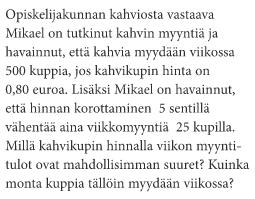 Opiskelijakunnan kahviosta vastaava
Mikael on tutkinut kahvin myyntiä ja
havainnut, että kahvia myydään viikossa
500 kuppia, jos kahvikupin hinta on
0,80 euroa. Lisäksi Mikael on havainnut,
että hinnan korottaminen 5 sentillä
vähentää aina viikkomyyntiä 25 kupilla.
Millä kahvikupin hinnalla viikon myynti-
tulot ovat mahdollisimman suuret? Kuinka
monta kuppia tällöin myydään viikossa?